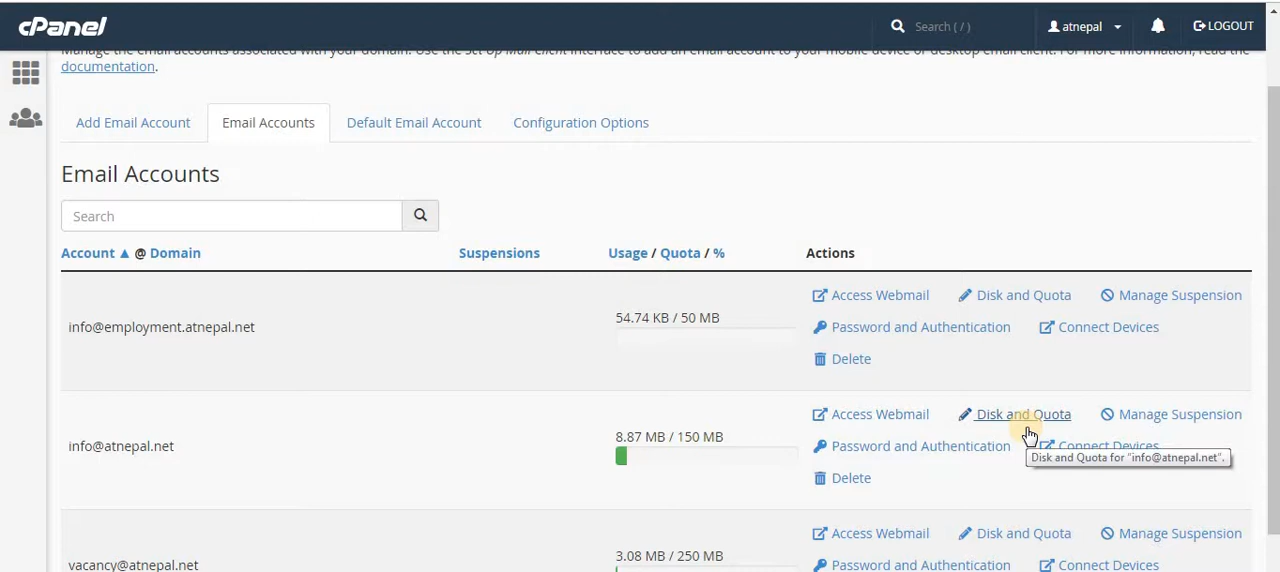 cPanel
Search ( / )
atnepal
LOGOUT
Manage the email accounts associated with your domain. Use the Set Up Mail Client interface to add an email account to your mobile device or desktop email client. For more information, read the
documentation.
Add Email Account
Email Accounts
Default Email Account
Configuration Options
Email Accounts
Search
Account ▲ @ Domain
Suspensions
Usage / Quota / %
Actions
info@employment.atnepal.net
54.74 KB / 50 MB
Access Webmail
Disk and Quota
Manage Suspension
Password and Authentication
Connect Devices
Delete
info@atnepal.net
8.87 MB / 150 MB
Access Webmail
Disk and Quota
Manage Suspension
Password and Authentication
Connect Devices
Disk and Quota for "info@atnepal.net".
Delete
vacancy@atnepal.net
3.08 MB / 250 MB
Access Webmail
Disk and Quota
Manage Suspension
Password and Authentication
Connect Devices